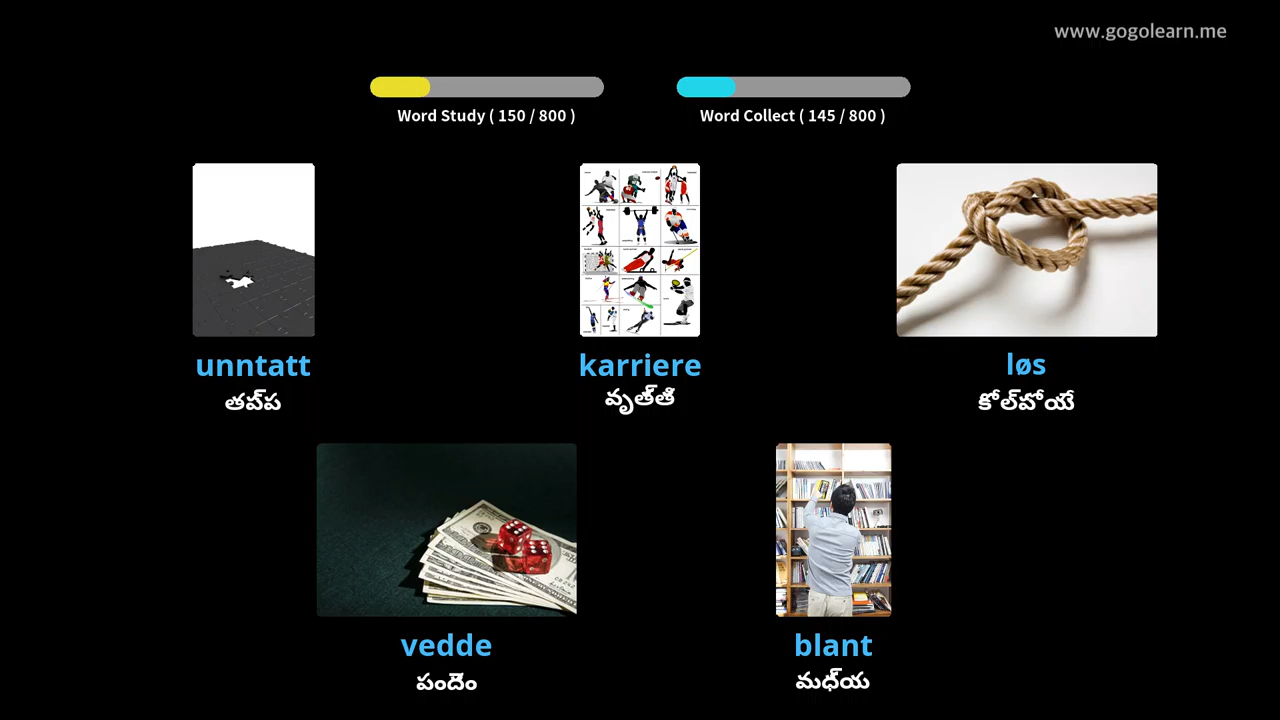 www.gogolearn.me
Word Study ( 150 / 800 )
Word Collect ( 145 / 800 )
unntatt
తప్ప
karriere
వృత్తి
løs
కోల్పోయే
vedde
పందెం
blant
మధ్య